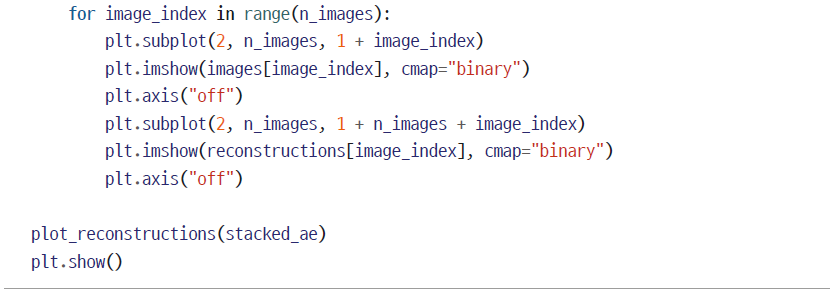 for image_index in range(n_images):
    plt.subplot(2, n_images, 1 + image_index)
    plt.imshow(images[image_index], cmap="binary")
    plt.axis("off")
    plt.subplot(2, n_images, 1 + n_images + image_index)
    plt.imshow(reconstructions[image_index], cmap="binary")
    plt.axis("off")
plot_reconstructions(stacked_ae)
plt.show()